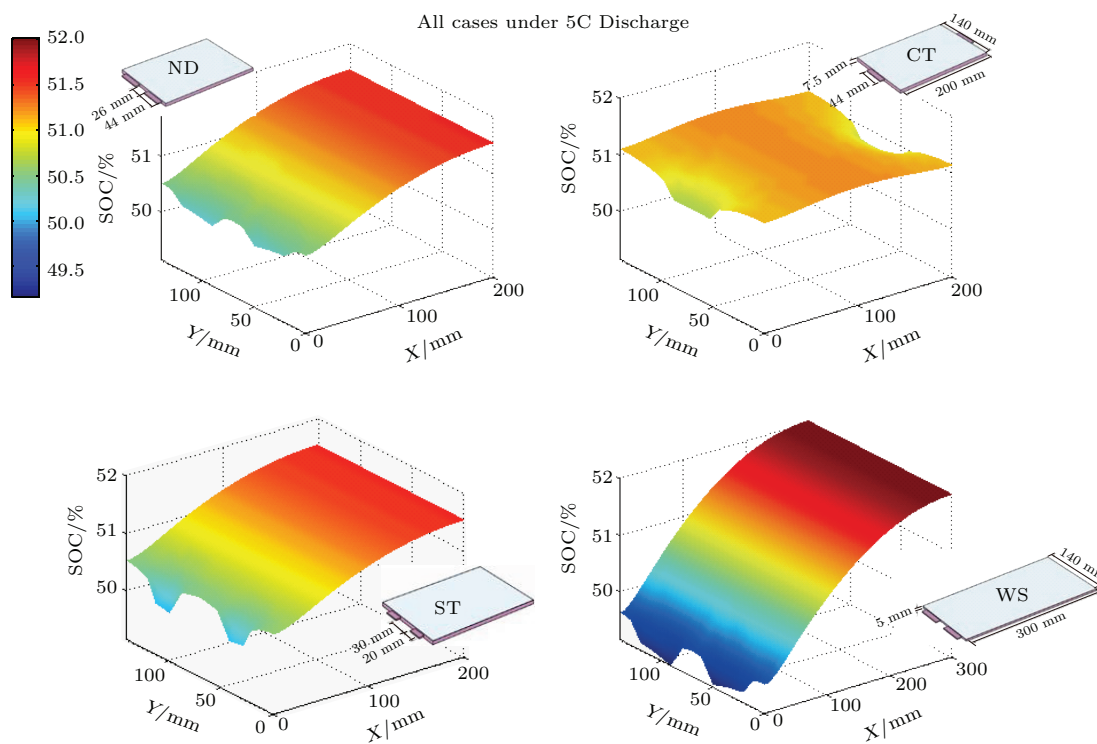 All cases under 5C Discharge
52.0
51.5
51.0
50.5
50.0
49.5
ND
26 mm
44 mm
SOC/%
51
50
100
50
0
Y/mm
0
100
200
X/mm
CT
140 mm
7.5 mm
44 mm
200 mm
SOC/%
52
51
50
100
50
0
Y/mm
0
100
200
X/mm
ST
30 mm
20 mm
SOC/%
52
51
50
100
50
0
Y/mm
0
100
200
X/mm
WS
140 mm
5 mm
300 mm
SOC/%
52
51
50
100
50
0
Y/mm
0
100
200
300
X/mm